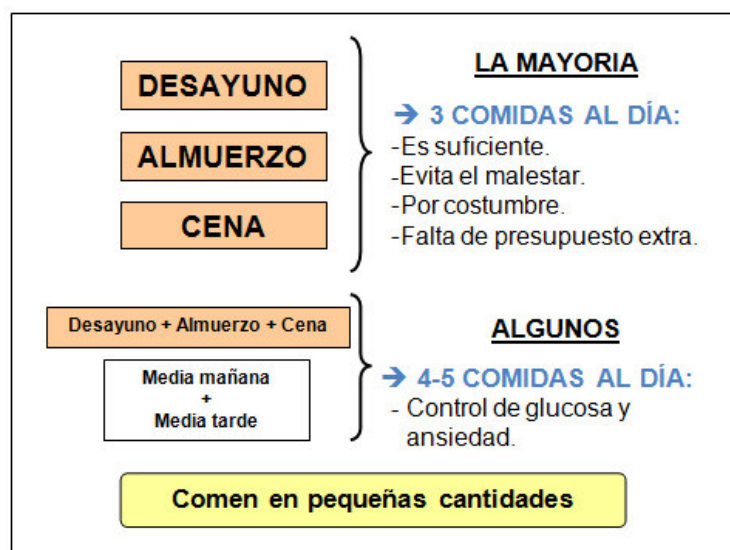 DESAYUNO
ALMUERZO
CENA
LA MAYORIA
➔ 3 COMIDAS AL DÍA:
-Es suficiente.
-Evita el malestar.
-Por costumbre.
-Falta de presupuesto extra.
Desayuno + Almuerzo + Cena
Media mañana
+
Media tarde
ALGUNOS
➔ 4-5 COMIDAS AL DÍA:
- Control de glucosa y
ansiedad.
Comen en pequeñas cantidades